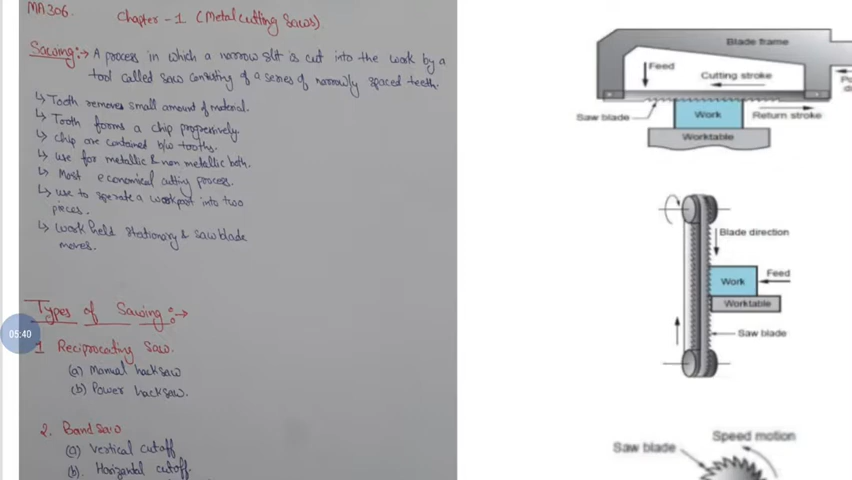 MA306.
Chapter-1 (Metal Cutting Saws)
Sawing:→ A process in which a narrow slit is cut into the work by a
tool called saw consisting of a series of narrowly spaced teeth.
↳ Tooth removes small amount of material.
↳ Tooth forms a chip progressively.
↳ Chip are contained b/w tooths.
↳ use for metallic & non metallic both.
↳ Most economical cutting process.
↳ use to sperate a workpart into two
pieces.
↳ Work held stationary & saw blade
moves.
Types of Sawing:→
05:40
1 Reciprocating Saw.
(a) Manual hacksaw
(b) Power hacksaw.
2. Bandsaw
(a) Vertical cutoff
(b). Horizontal cutoff.
Blade frame
Feed
Cutting stroke
Saw blade
Work
Return stroke
Worktable
Blade direction
Feed
Work
Worktable
Saw blade
Speed motion
Saw blade